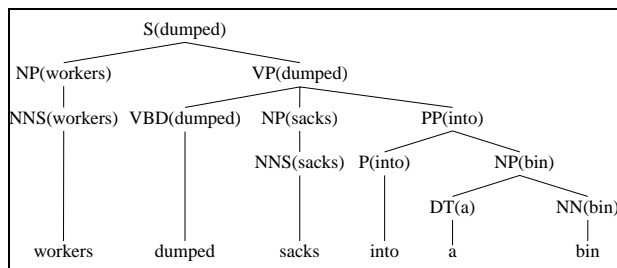 S(dumped)
NP(workers) VP(dumped)
NNS(workers) VBD(dumped) NP(sacks) PP(into)
NNS(sacks) P(into) NP(bin)
DT(a) NN(bin)
workers dumped sacks into a bin